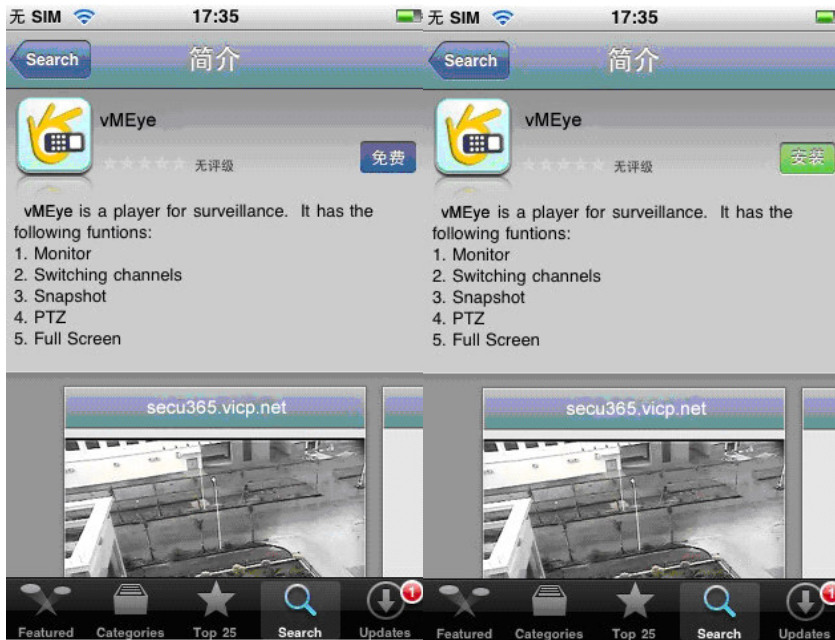 无 SIM 17:35
Search 简介
vMEye
无评级
免费
vMEye is a player for surveillance. It has the
following funtions:
1. Monitor
2. Switching channels
3. Snapshot
4. PTZ
5. Full Screen
secu365.vicp.net
Featured Categories Top 25 Search Updates
1
无 SIM 17:35
Search 简介
vMEye
无评级
安装
vMEye is a player for surveillance. It has the
following funtions:
1. Monitor
2. Switching channels
3. Snapshot
4. PTZ
5. Full Screen
secu365.vicp.net
Featured Categories Top 25 Search Updates
1